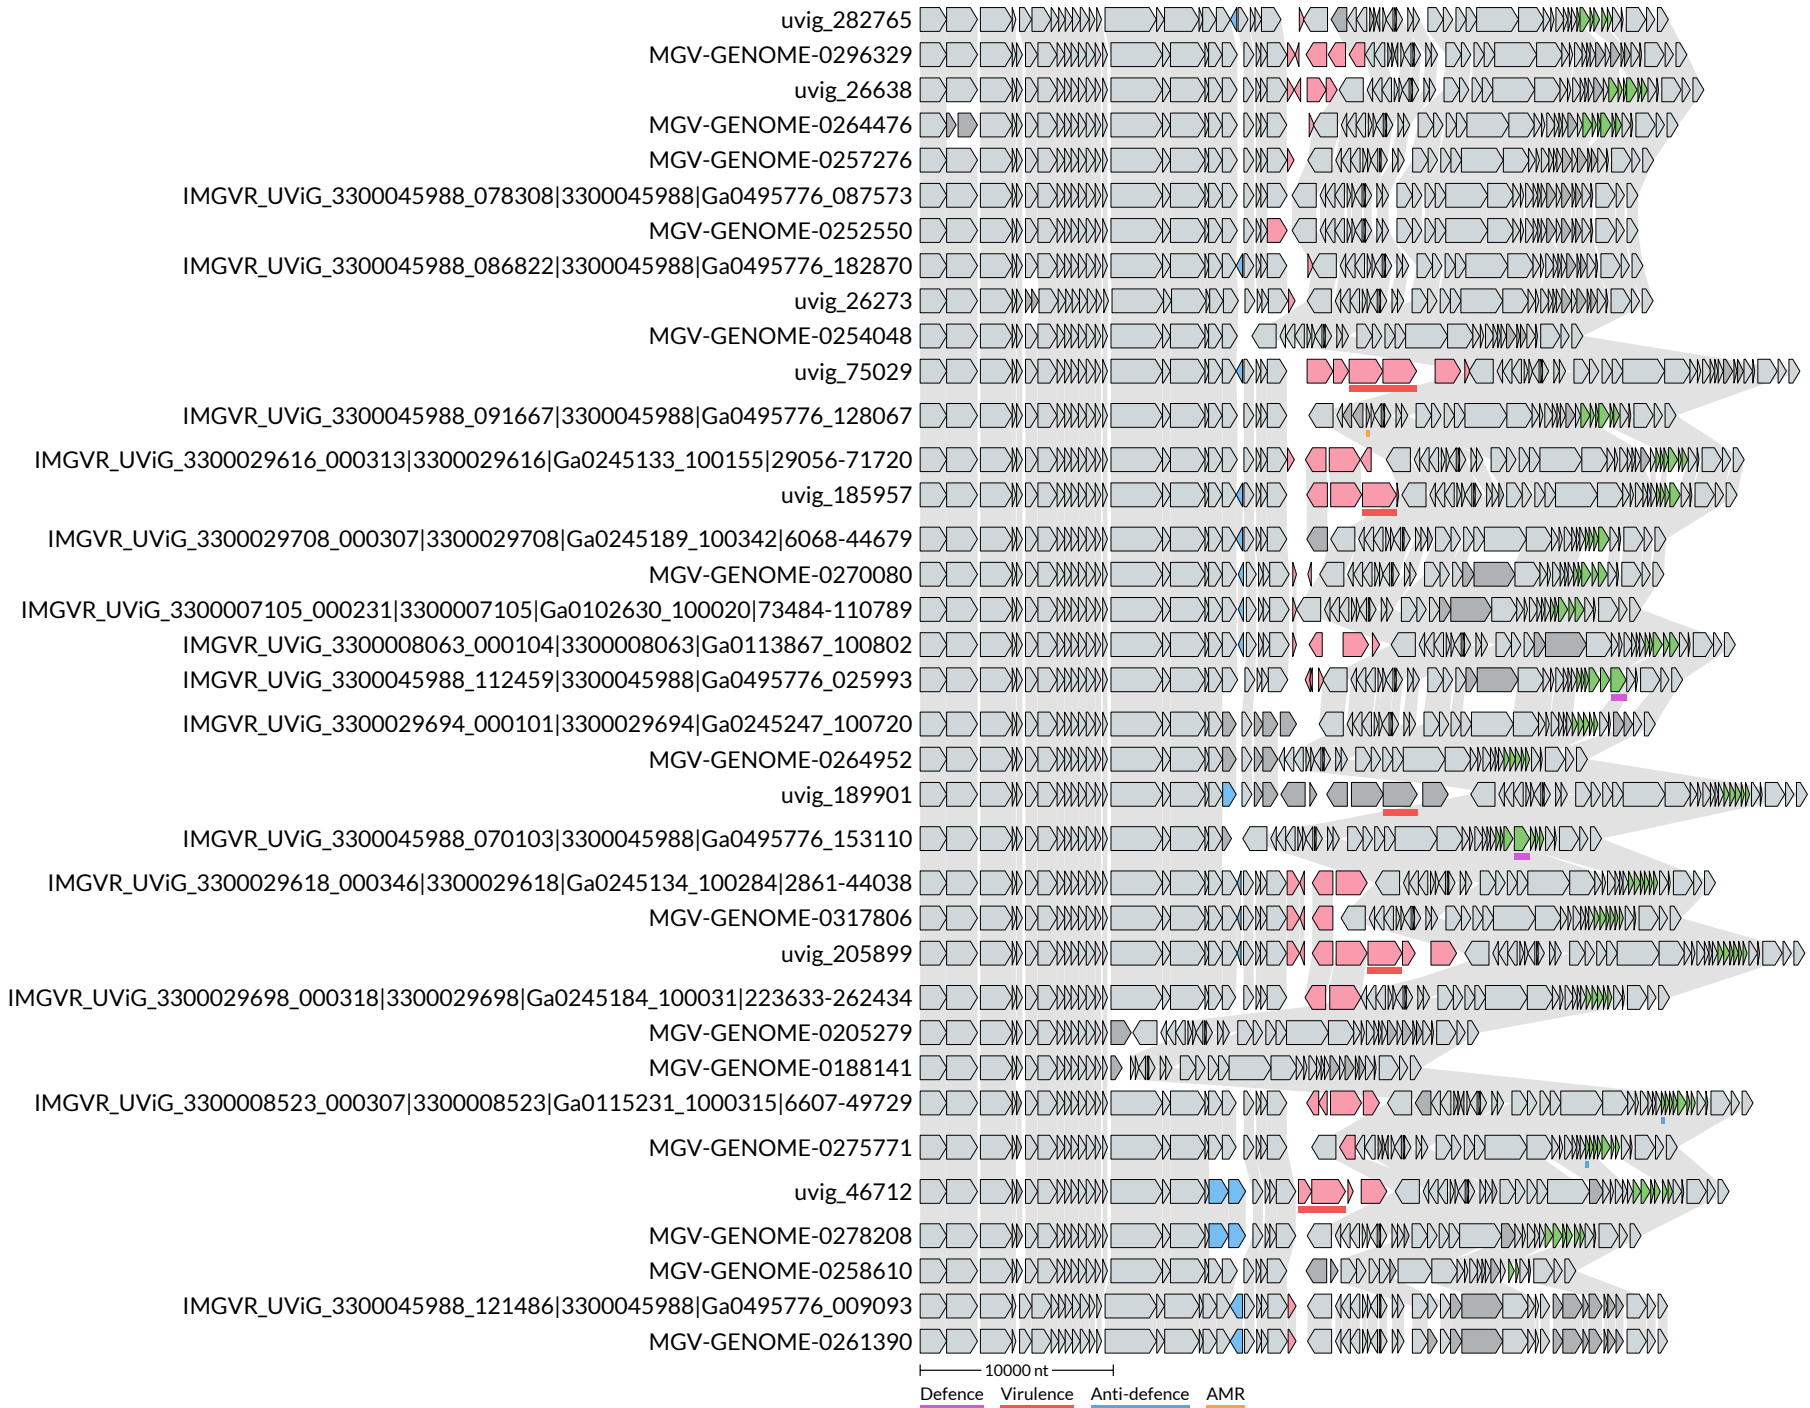 uvig_282765
MGV-GENOME-0296329
uvig_26638
MGV-GENOME-0264476
MGV-GENOME-0257276
IMGVR_UViG_3300045988_078308|3300045988|Ga0495776_087573
MGV-GENOME-0252550
IMGVR_UViG_3300045988_086822|3300045988|Ga0495776_182870
uvig_26273
MGV-GENOME-0254048
uvig_75029
IMGVR_UViG_3300045988_091667|3300045988|Ga0495776_128067
IMGVR_UViG_3300029616_000313|3300029616|Ga0245133_100155|29056-71720
uvig_185957
IMGVR_UViG_3300029708_000307|3300029708|Ga0245189_100342|6068-44679
MGV-GENOME-0270080
IMGVR_UViG_3300007105_000231|3300007105|Ga0102630_100020|73484-110789
IMGVR_UViG_3300008063_000104|3300008063|Ga0113867_100802
IMGVR_UViG_3300045988_112459|3300045988|Ga0495776_025993
IMGVR_UViG_3300029694_000101|3300029694|Ga0245247_100720
MGV-GENOME-0264952
uvig_189901
IMGVR_UViG_3300045988_070103|3300045988|Ga0495776_153110
IMGVR_UViG_3300029618_000346|3300029618|Ga0245134_100284|2861-44038
MGV-GENOME-0317806
uvig_205899
IMGVR_UViG_3300029698_000318|3300029698|Ga0245184_100031|223633-262434
MGV-GENOME-0205279
MGV-GENOME-0188141
IMGVR_UViG_3300008523_000307|3300008523|Ga0115231_1000315|6607-49729
MGV-GENOME-0275771
uvig_46712
MGV-GENOME-0278208
MGV-GENOME-0258610
IMGVR_UViG_3300045988_121486|3300045988|Ga0495776_009093
MGV-GENOME-0261390
10000 nt
Defence Virulence Anti-defence AMR